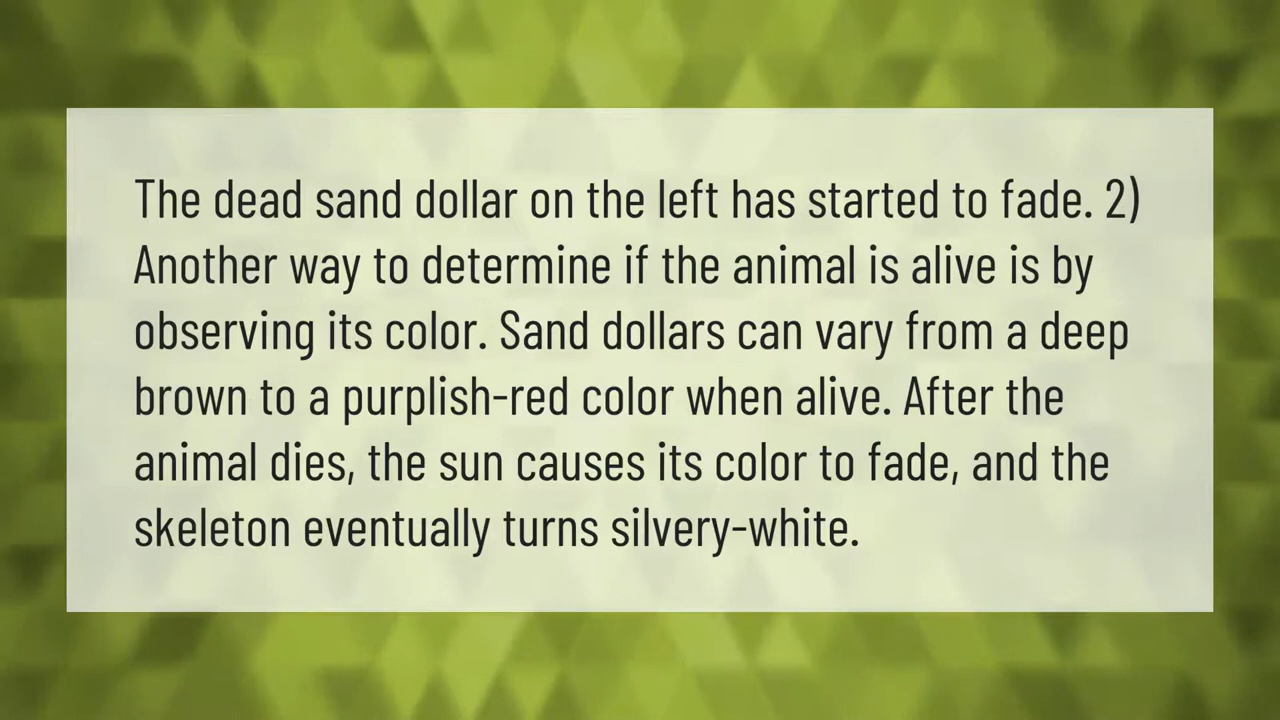 The dead sand dollar on the left has started to fade. 2)
Another way to determine if the animal is alive is by
observing its color. Sand dollars can vary from a deep
brown to a purplish-red color when alive. After the
animal dies, the sun causes its color to fade, and the
skeleton eventually turns silvery-white.